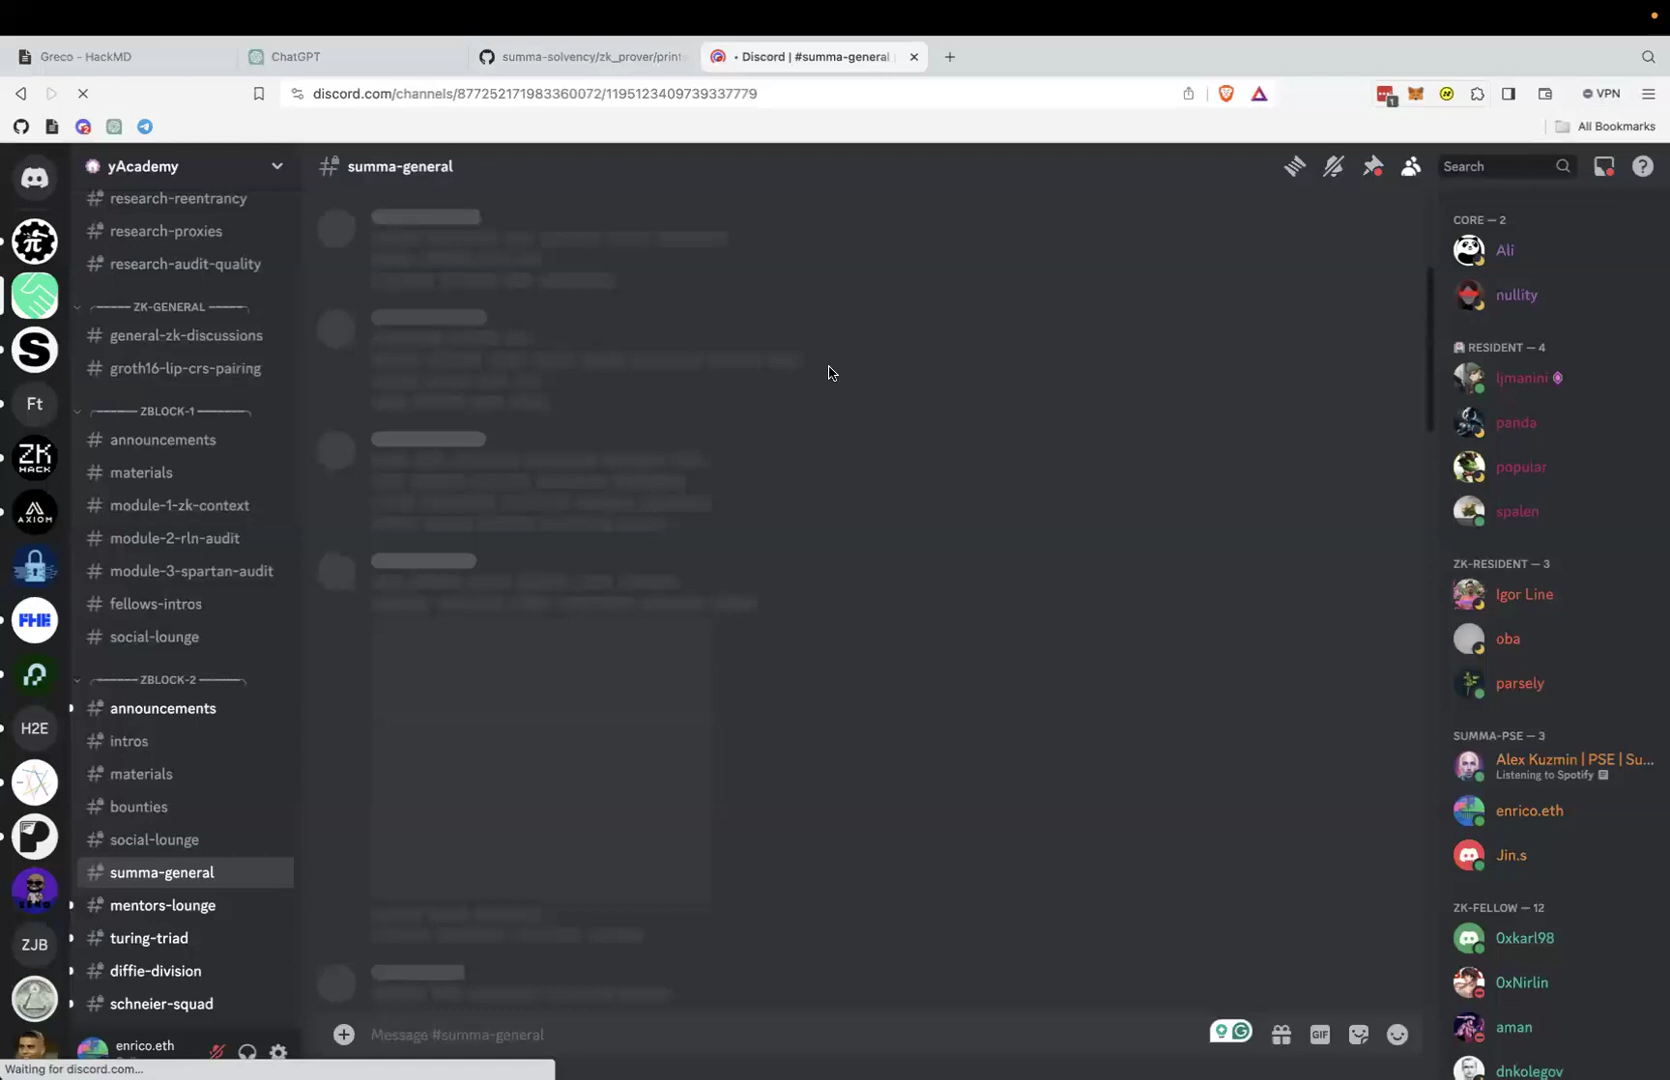 Greco - HackMD
ChatGPT
summa-solvency/zk_prover/print
• Discord | #summa-general
discord.com/channels/877252171983360072/1195123409739337779
1
VPN
All Bookmarks
yAcademy
summa-general
Search
research-reentrancy
research-proxies
research-audit-quality
ZK-GENERAL
general-zk-discussions
groth16-lip-crs-pairing
ZBLOCK-1
announcements
materials
module-1-zk-context
module-2-rln-audit
module-3-spartan-audit
fellows-intros
social-lounge
ZBLOCK-2
announcements
intros
materials
bounties
social-lounge
summa-general
mentors-lounge
turing-triad
diffie-division
schneier-squad
enrico.eth
Waiting for discord.com...
Ft
ZK
HACK
AXIOM
FHE
H2E
ZJB
Message #summa-general
GIF
CORE — 2
Ali
nullity
RESIDENT — 4
ljmanini
panda
popular
spalen
ZK-RESIDENT — 3
Igor Line
oba
parsely
SUMMA-PSE — 3
Alex Kuzmin | PSE | Su...
Listening to Spotify
enrico.eth
Jin.s
ZK-FELLOW — 12
0xkarl98
0xNirlin
aman
dnkolegov